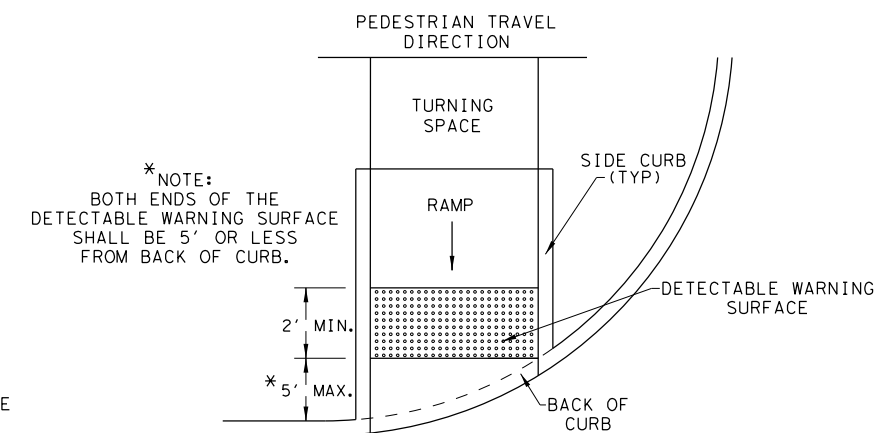 PEDESTRIAN TRAVEL
DIRECTION
TURNING
SPACE
SIDE CURB
(TYP)
*NOTE:
BOTH ENDS OF THE
DETECTABLE WARNING SURFACE
SHALL BE 5' OR LESS
FROM BACK OF CURB.
RAMP
DETECTABLE WARNING
SURFACE
2' MIN.
*5' MAX.
E
BACK OF
CURB